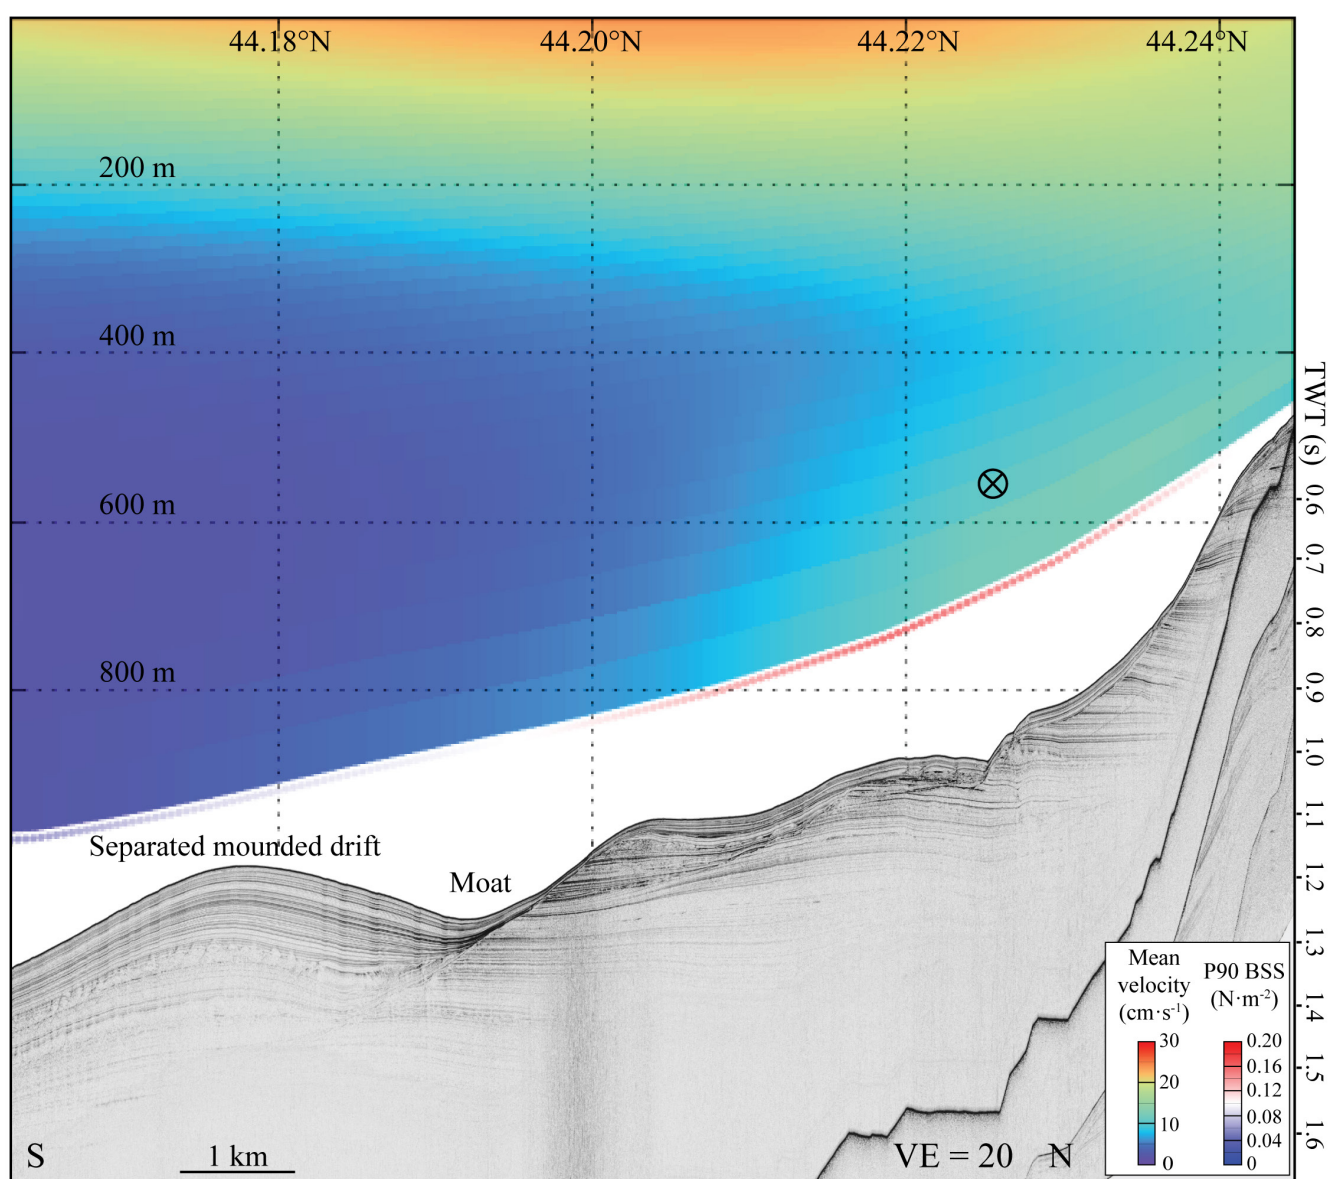 44.18°N 44.20°N 44.22°N 44.24°N
200 m
400 m
600 m
800 m
TWT (s)
0.6
0.7
0.8
0.9
1.0
1.1
1.2
1.3
1.4
1.5
1.6
Separated mounded drift
Moat
Mean
velocity
(cm·s-1)
30
20
10
0
P90 BSS
(N·m-2)
0.20
0.16
0.12
0.08
0.04
0
S
1 km
VE = 20
N